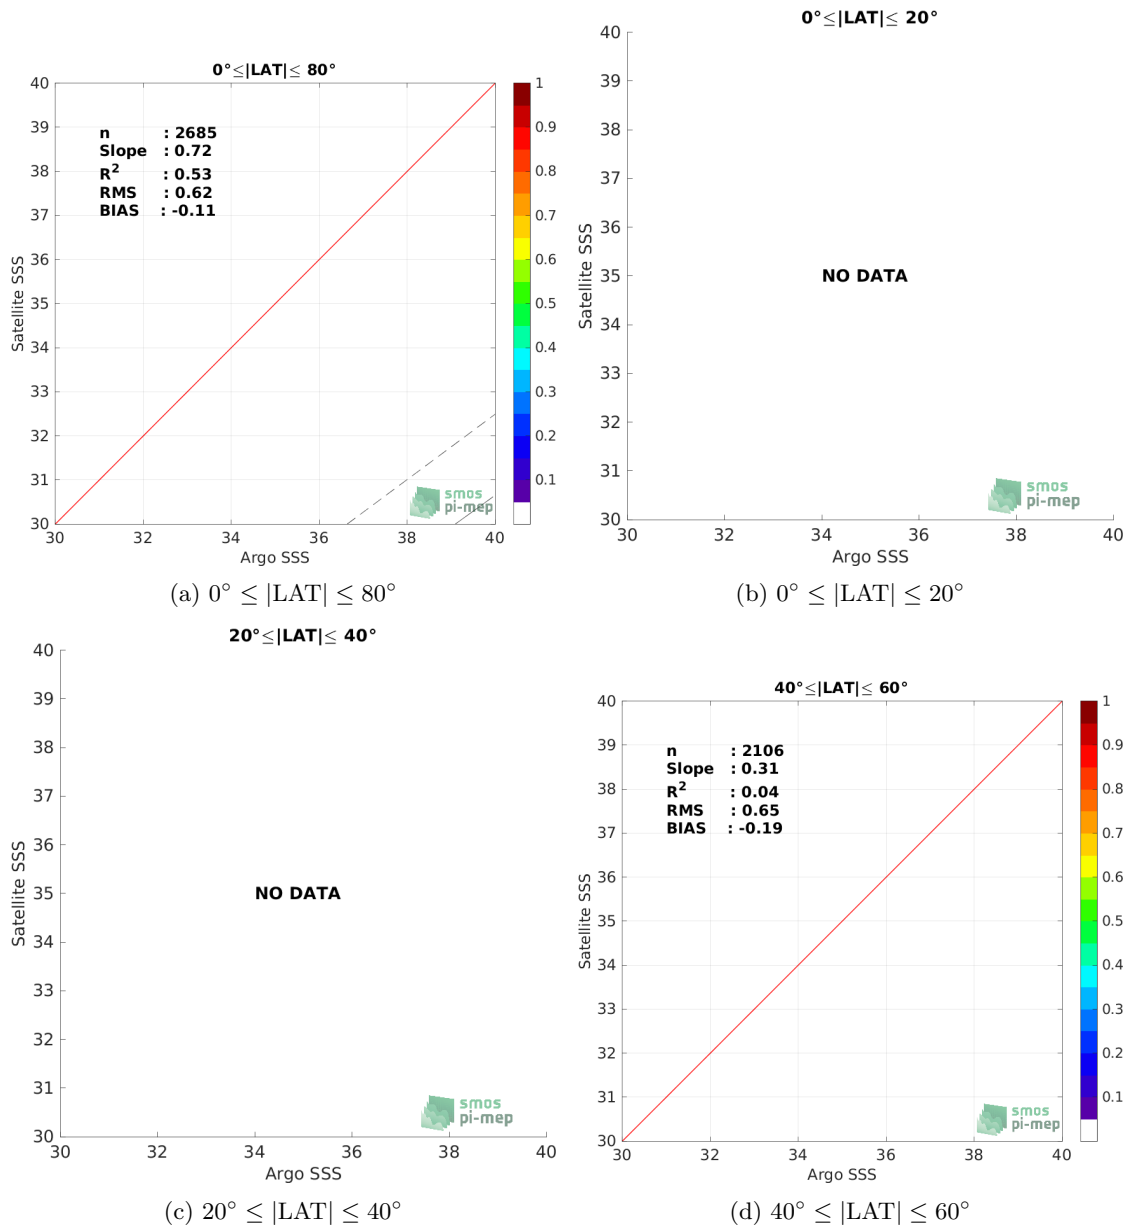 0°≤|LAT|≤ 80°
n : 2685
Slope : 0.72
R² : 0.53
RMS : 0.62
BIAS : -0.11
40
39
38
37
36
35
34
33
32
31
30
30 32 34 36 38 40
Satellite SSS
Argo SSS
1
0.9
0.8
0.7
0.6
0.5
0.4
0.3
0.2
0.1
smos
pi-mep
(a) 0° ≤ |LAT| ≤ 80°
0°≤|LAT|≤ 20°
40
39
38
37
36
35
34
33
32
31
30
30 32 34 36 38 40
Satellite SSS
NO DATA
Argo SSS
smos
pi-mep
(b) 0° ≤ |LAT| ≤ 20°
20°≤|LAT|≤ 40°
40
39
38
37
36
35
34
33
32
31
30
30 32 34 36 38 40
Satellite SSS
NO DATA
Argo SSS
smos
pi-mep
(c) 20° ≤ |LAT| ≤ 40°
40°≤|LAT|≤ 60°
n : 2106
Slope : 0.31
R² : 0.04
RMS : 0.65
BIAS : -0.19
40
39
38
37
36
35
34
33
32
31
30
30 32 34 36 38 40
Satellite SSS
Argo SSS
1
0.9
0.8
0.7
0.6
0.5
0.4
0.3
0.2
0.1
smos
pi-mep
(d) 40° ≤ |LAT| ≤ 60°